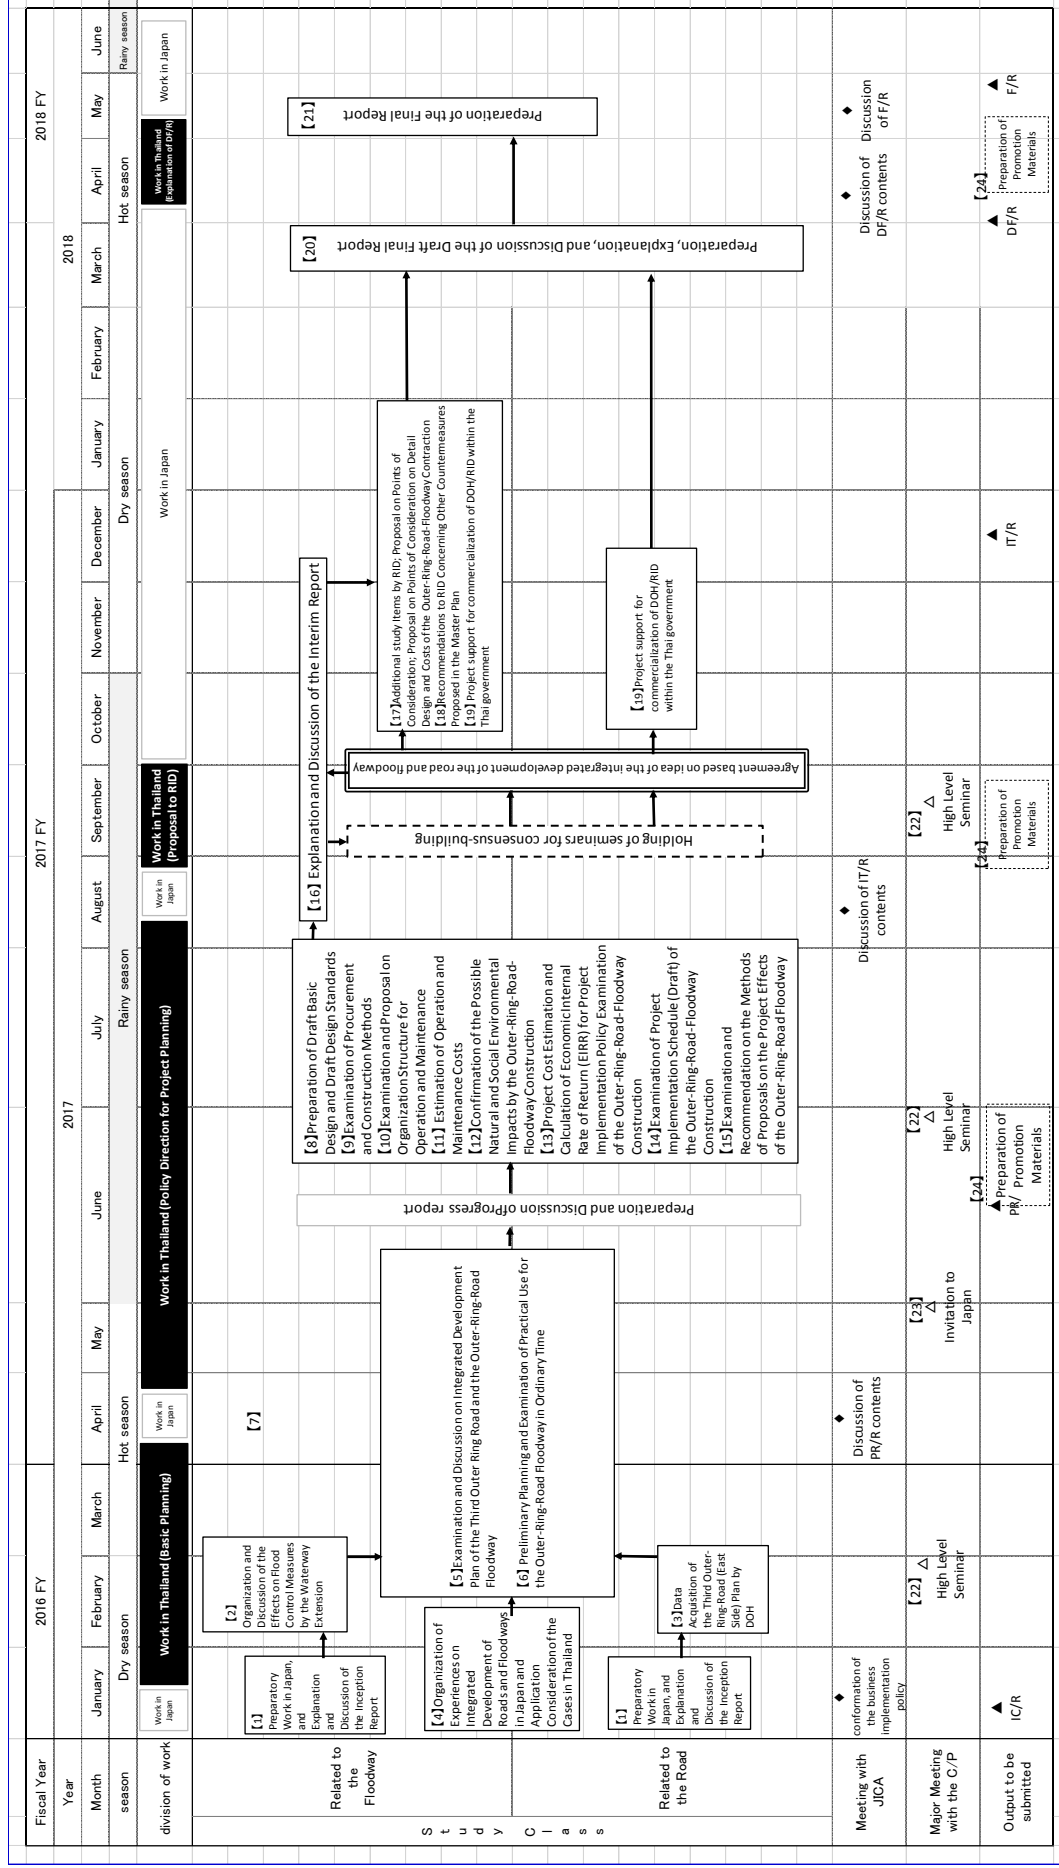 Fiscal Year
2016 FY
2017 FY
2018 FY
Year
2017
2018
Month
January
February
March
April
May
June
July
August
September
October
November
December
January
February
March
April
May
June
season
Dry season
Hot season
Rainy season
Dry season
Hot season
Rainy season
division of work
Work in
Japan
Work in Thailand (Basic Planning)
Work in
Japan
Work in Thailand (Policy Direction for Project Planning)
Work in
Japan
Work in Thailand
(Proposal to RID)
Work in Japan
Work in Thailand
(Explanation of DF/R)
Work in Japan
Study Class
Related to
the
Floodway
【1】
Preparatory
Work in Japan,
and
Explanation
and
Discussion of
the Inception
Report
【2】
Organization and
Discussion of the
Effects on Flood
Control Measures
by the Waterway
Extension
【7】
【4】Organization of
Experiences on
Integrated
Development of
Roads and Floodways
in Japan and
Application
Consideration of the
Cases in Thailand
【5】Examination and Discussion on Integrated Development
Plan of the Third Outer Ring Road and the Outer-Ring-Road
Floodway
【6】 Preliminary Planning and Examination of Practical Use for
the Outer-Ring-Road Floodway in Ordinary Time
Preparation and Discussion ofProgress report
【8】Preparation of Draft Basic
Design and Draft Design Standards
【9】Examination of Procurement
and Construction Methods
【10】Examination and Proposal on
Organization Structure for
Operation and Maintenance
【11】 Estimation of Operation and
Maintenance Costs
【12】Confirmation of the Possible
Natural and Social Environmental
Impacts by the Outer-Ring-Road-
Floodway Construction
【13】Project Cost Estimation and
Calculation of Economic Internal
Rate of Return (EIRR) for Project
Implementation Policy Examination
of the Outer-Ring-Road-Floodway
Construction
【14】Examination of Project
Implementation Schedule (Draft) of
the Outer-Ring-Road-Floodway
Construction
【15】Examination and
Recommendation on the Methods
of Proposals on the Project Effects
of the Outer-Ring-Road Floodway
【16】 Explanation and Discussion of the Interim Report
Holding of seminars for consensus-building
Agreement based on idea of the integrated development of the road and floodway
【17】Additional study Items by RID; Proposal on Points of
Consideration; Proposal on Points of Consideration on Detail
Design and Costs of the Outer-Ring-Road-Floodway Contraction
【18】Recommendations to RID Concerning Other Countermeasures
Proposed in the Master Plan
【19】Project support for commercialization of DOH/RID within the
Thai government
【20】 Preparation, Explanation, and Discussion of the Draft Final Report
【21】 Preparation of the Final Report
Related to
the Road
【1】
Preparatory
Work in
Japan, and
Explanation
and
Discussion of
the Inception
Report
【3】Data
Acquisition of
the Third Outer-
Ring-Road (East
Side) Plan by
DOH
【19】Project support for
commercialization of DOH/RID
within the Thai government
Meeting with
JICA
◆
conformation of
the business
implementation
policy
◆
Discussion of
PR/R contents
◆
Discussion of IT/R
contents
◆
Discussion of
DF/R contents
◆
Discussion
of F/R
Major Meeting
with the C/P
【22】
△
High Level
Seminar
【23】
△
Invitation to
Japan
【22】
△
High Level
Seminar
【22】
△
High Level
Seminar
Output to be
submitted
▲
IC/R
【24】
▲
PR/
Preparation of
Promotion
Materials
【24】
Preparation of
Promotion
Materials
▲
IT/R
▲
DF/R
【24】
Preparation of
Promotion
Materials
▲
F/R